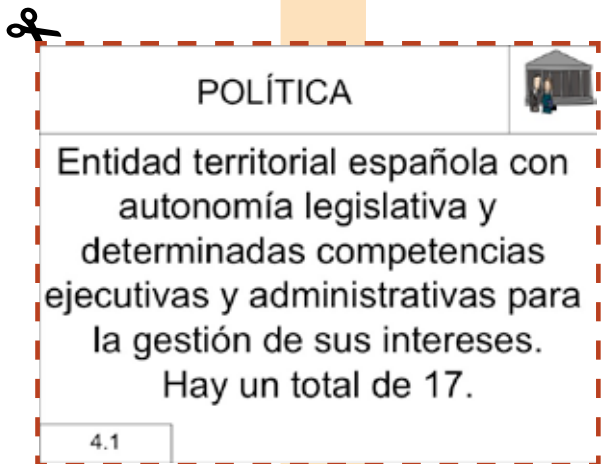 POLÍTICA
Entidad territorial española con
autonomía legislativa y
determinadas competencias
ejecutivas y administrativas para
la gestión de sus intereses.
Hay un total de 17.
4.1